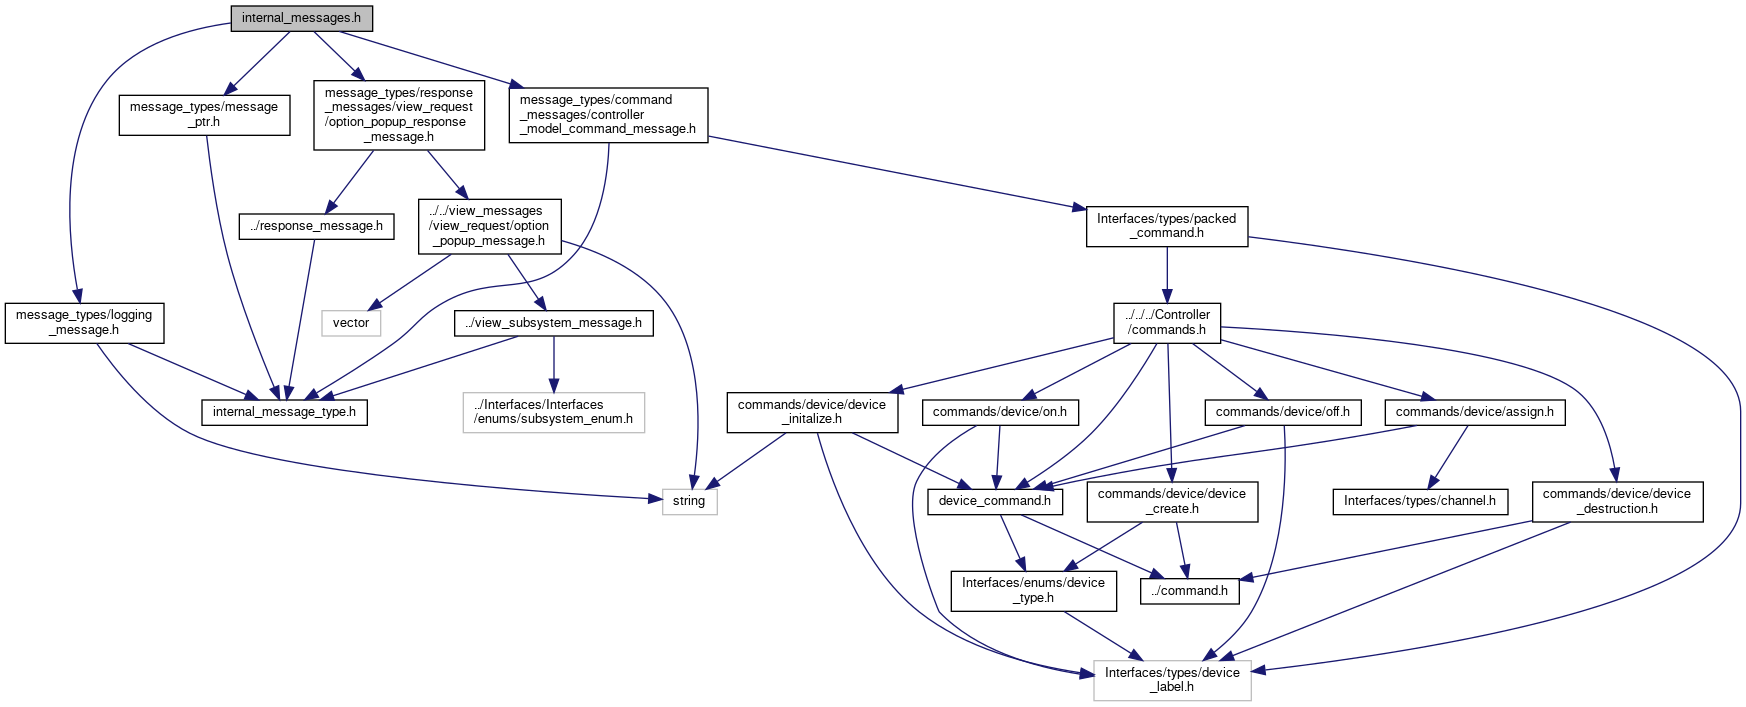 internal_messages.h
message_types/response
_messages/view_request
/option_popup_response
_message.h
message_types/command
_messages/controller
_model_command_message.h
message_types/message
_ptr.h
../../view_messages
/view_request/option
_popup_message.h
Interfaces/types/packed
_command.h
../response_message.h
message_types/logging
_message.h
vector
../view_subsystem_message.h
../../../Controller
/commands.h
internal_message_type.h
../Interfaces/Interfaces
/enums/subsystem_enum.h
commands/device/device
_initalize.h
commands/device/on.h
commands/device/off.h
commands/device/assign.h
string
device_command.h
commands/device/device
_create.h
Interfaces/types/channel.h
commands/device/device
_destruction.h
Interfaces/enums/device
_type.h
../command.h
Interfaces/types/device
_label.h